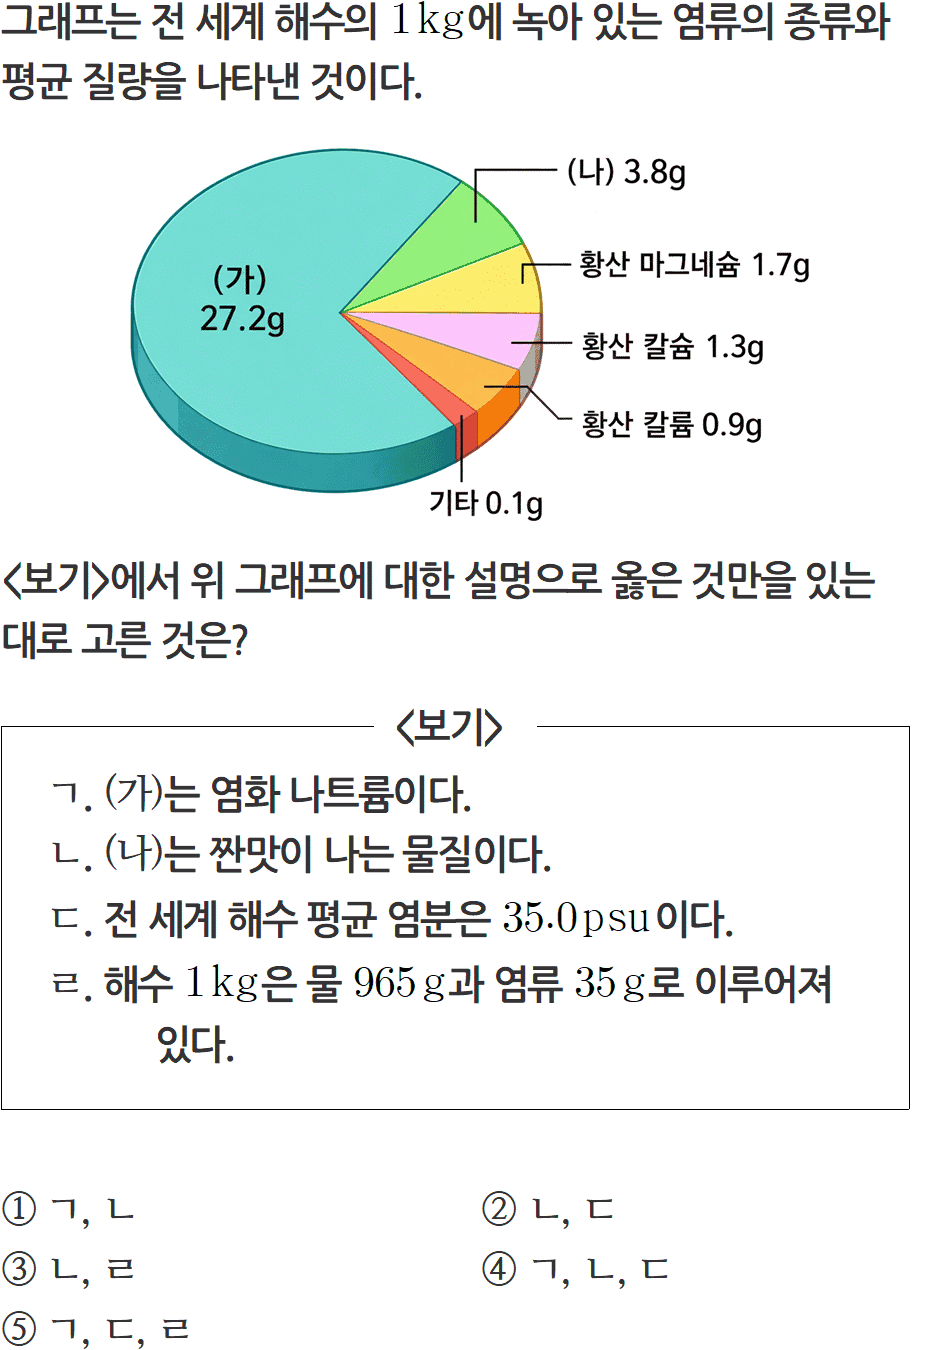 그래프는 전 세계 해수의 1kg에 녹아 있는 염류의 종류와
평균 질량을 나타낸 것이다.
(나) 3.8g
황산 마그네슘 1.7g
(가)
27.2g
황산 칼슘 1.3g
황산 칼륨 0.9g
기타 0.1g
<보기>에서 위 그래프에 대한 설명으로 옳은 것만을 있는
대로 고른 것은?
<보기>
ㄱ. (가)는 염화 나트륨이다.
ㄴ. (나)는 짠맛이 나는 물질이다.
ㄷ. 전 세계 해수 평균 염분은 35.0psu이다.
ㄹ. 해수 1kg은 물 965g과 염류 35g로 이루어져
있다.
① ㄱ, ㄴ ② ㄴ, ㄷ
③ ㄴ, ㄹ ④ ㄱ, ㄴ, ㄷ
⑤ ㄱ, ㄷ, ㄹ